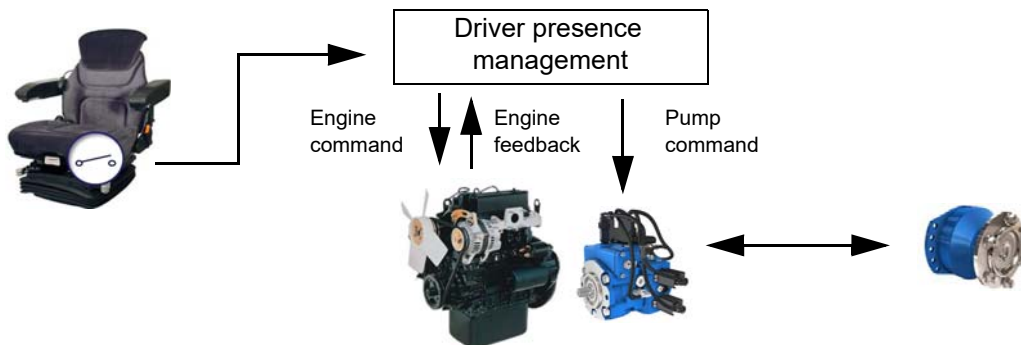 Driver presence
management
Engine
command
Engine
feedback
Pump
command